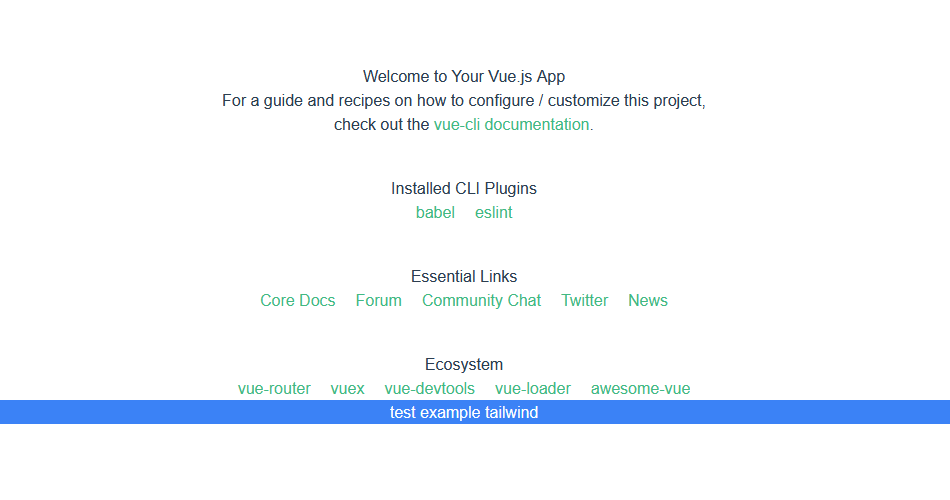 Welcome to Your Vue.js App
For a guide and recipes on how to configure / customize this project,
check out the vue-cli documentation.
Installed CLI Plugins
babel eslint
Essential Links
Core Docs Forum Community Chat Twitter News
Ecosystem
vue-router vuex vue-devtools vue-loader awesome-vue
test example tailwind